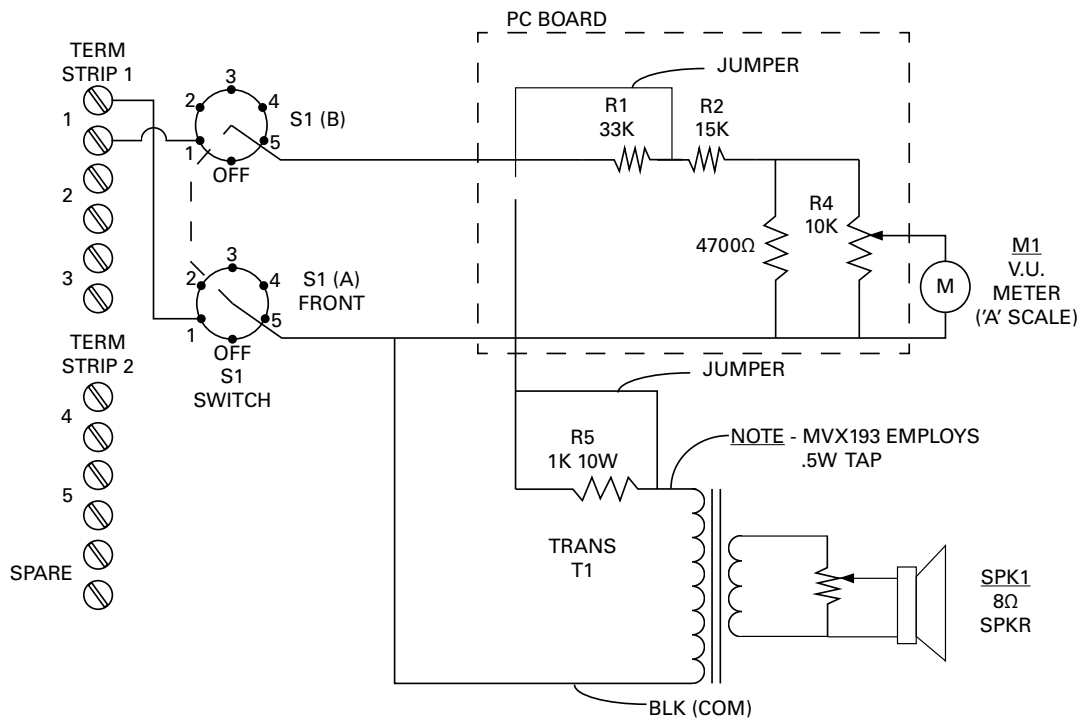 PC BOARD
TERM
STRIP 1
1
2
3
3
2
4
1
5
OFF
S1 (B)
JUMPER
R1
33K
R2
15K
4700Ω
R4
10K
M
M1
V.U.
METER
('A' SCALE)
3
2
4
1
5
OFF
S1 (A)
FRONT
S1
SWITCH
TERM
STRIP 2
4
5
SPARE
JUMPER
R5
1K 10W
NOTE - MVX193 EMPLOYS
.5W TAP
TRANS
T1
SPK1
8Ω
SPKR
BLK (COM)